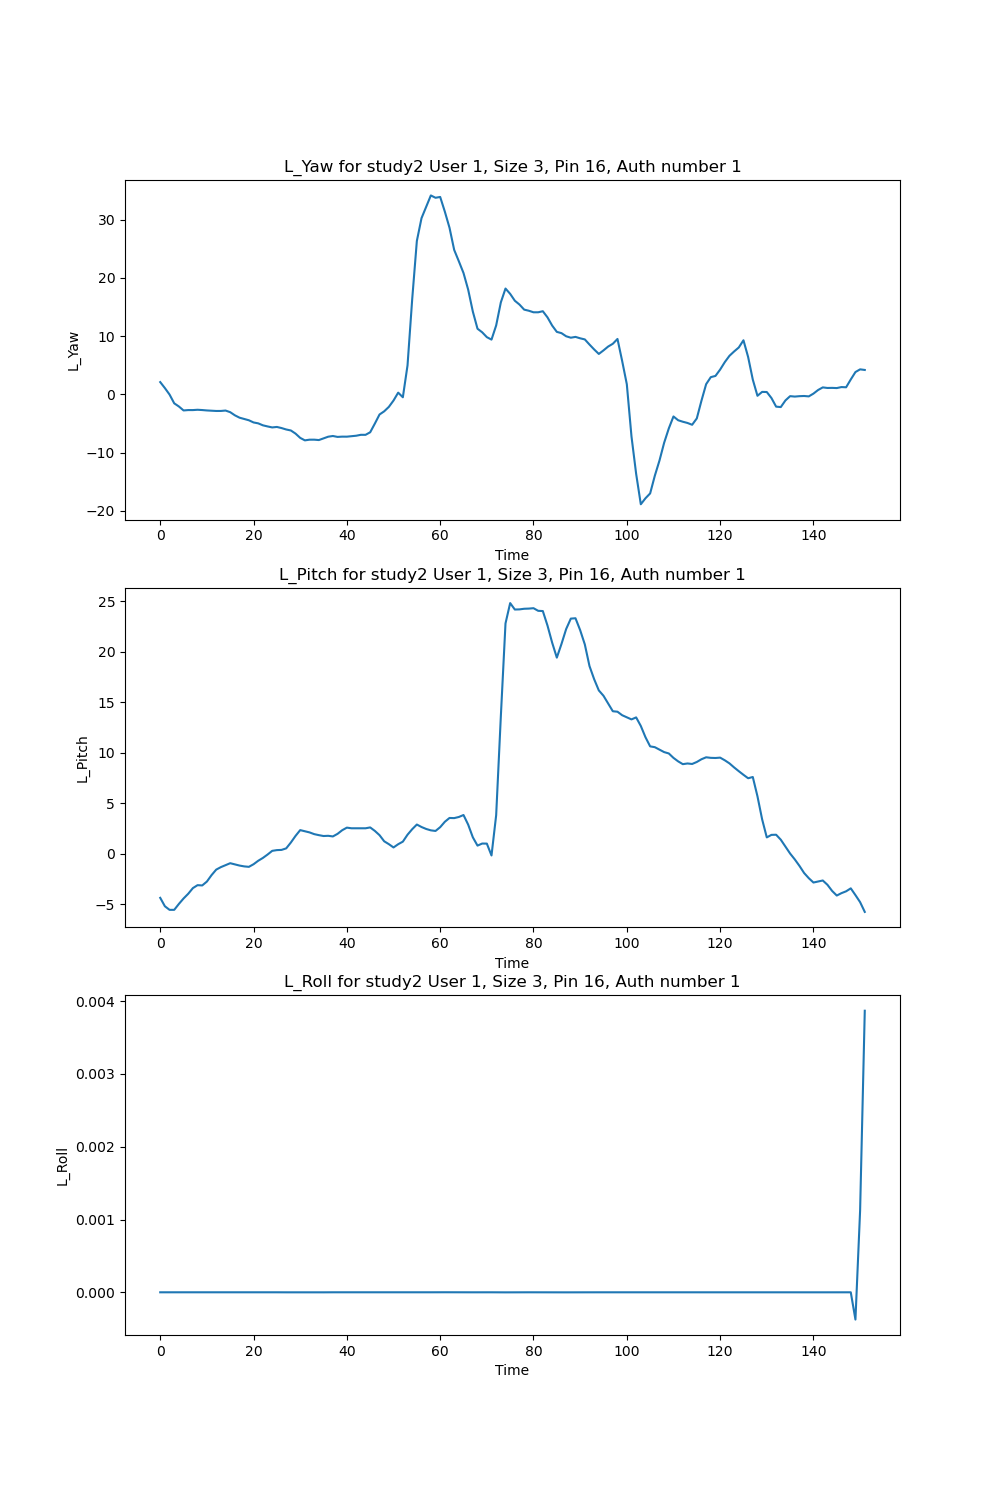 L_Yaw for study2 User 1, Size 3, Pin 16, Auth number 1
30
20
10
0
−10
−20
L_Yaw
0 20 40 60 80 100 120 140
Time
L_Pitch for study2 User 1, Size 3, Pin 16, Auth number 1
25
20
15
10
5
0
−5
L_Pitch
0 20 40 60 80 100 120 140
Time
L_Roll for study2 User 1, Size 3, Pin 16, Auth number 1
0.004
0.003
0.002
0.001
0.000
L_Roll
0 20 40 60 80 100 120 140
Time